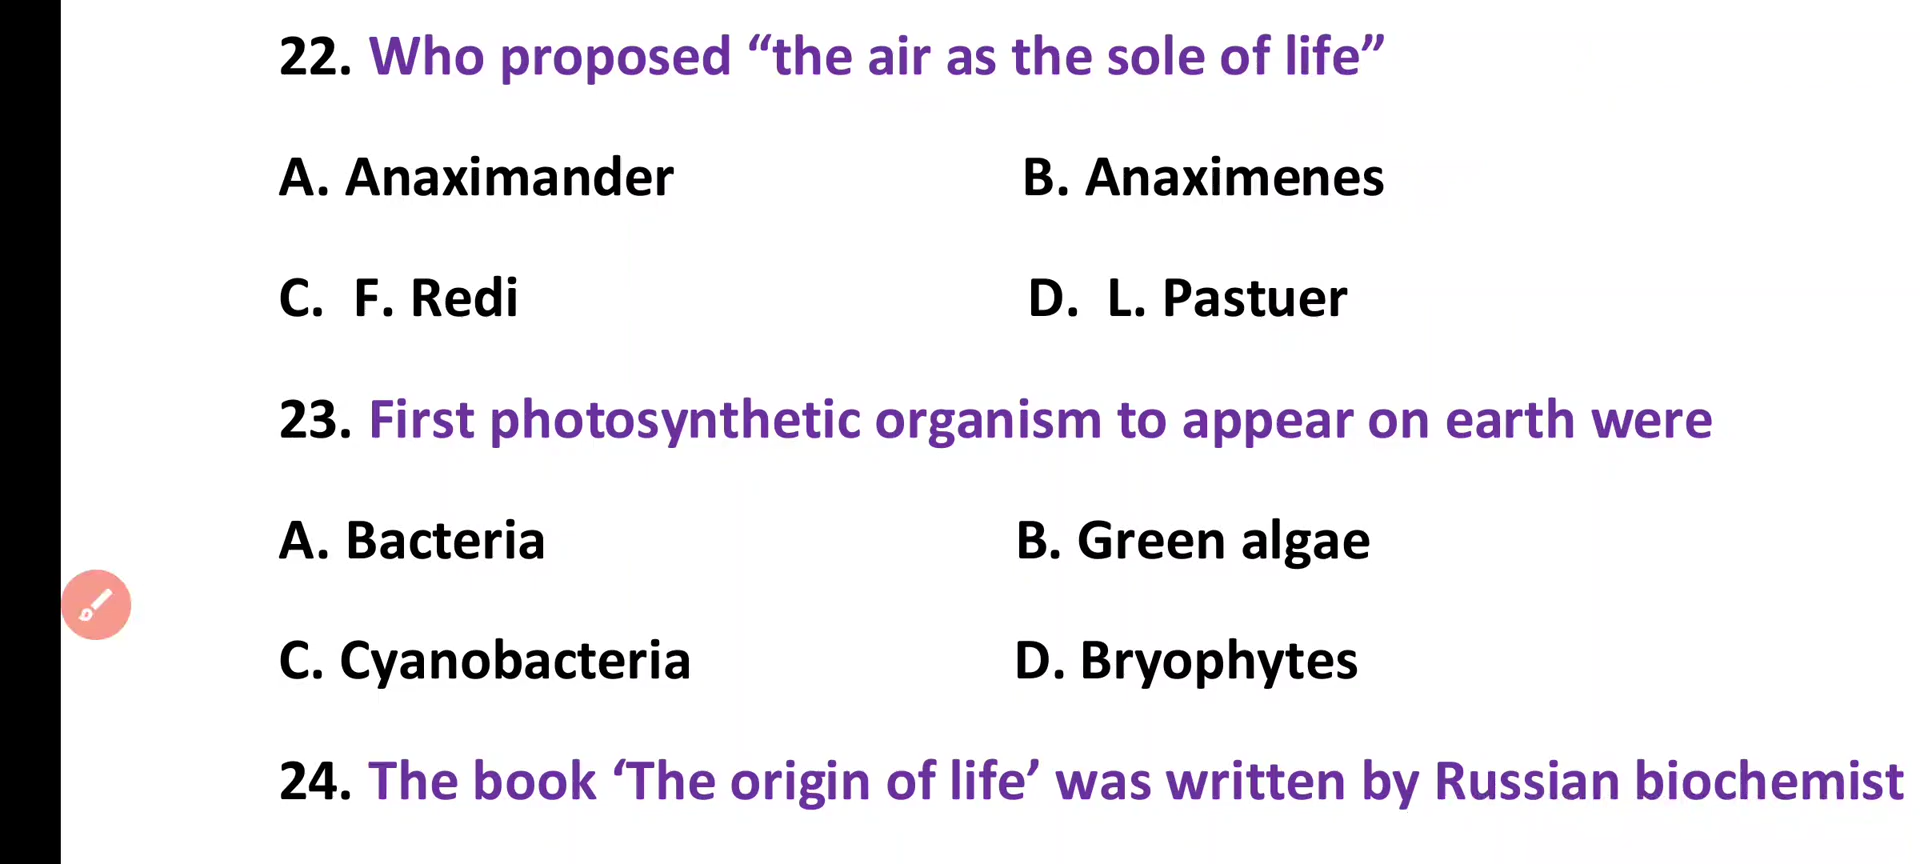 22. Who proposed “the air as the sole of life”
A. Anaximander B. Anaximenes
C. F. Redi D. L. Pastuer
23. First photosynthetic organism to appear on earth were
A. Bacteria B. Green algae
C. Cyanobacteria D. Bryophytes
24. The book ‘The origin of life’ was written by Russian biochemist